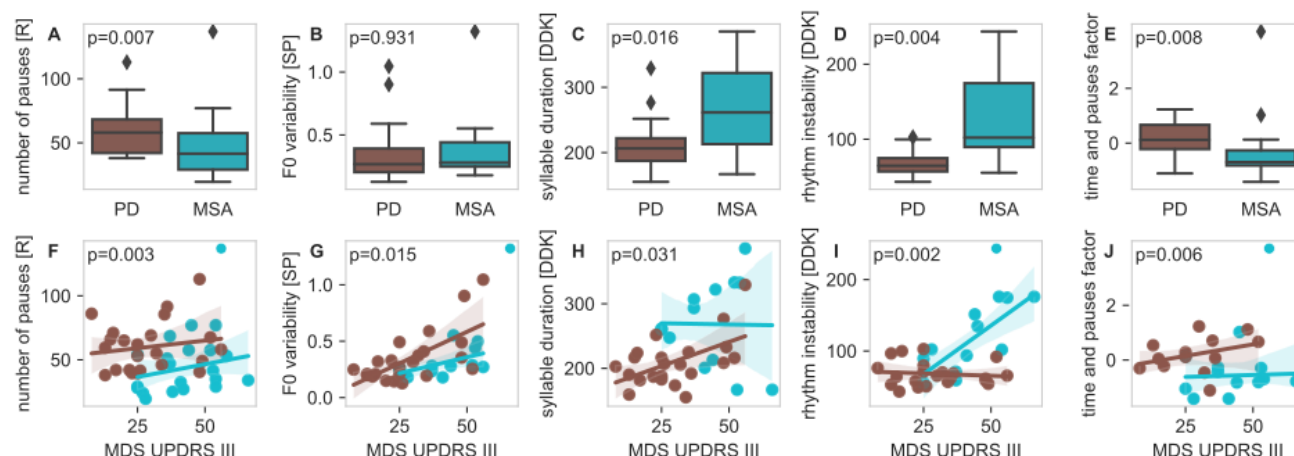 A
p=0.007
number of pauses [R]
100
50
PD
MSA
B
p=0.931
F0 variability [SP]
1.0
0.5
PD
MSA
C
p=0.016
syllable duration [DDK]
300
200
PD
MSA
D
p=0.004
rhythm instability [DDK]
200
100
PD
MSA
E
p=0.008
time and pauses factor
2
0
PD
MSA
F
p=0.003
number of pauses [R]
100
50
25
50
MDS UPDRS III
G
p=0.015
F0 variability [SP]
1.0
0.5
0.0
25
50
MDS UPDRS III
H
p=0.031
syllable duration [DDK]
300
200
25
50
MDS UPDRS III
I
p=0.002
rhythm instability [DDK]
200
100
25
50
MDS UPDRS III
J
p=0.006
time and pauses factor
2
0
25
50
MDS UPDRS III